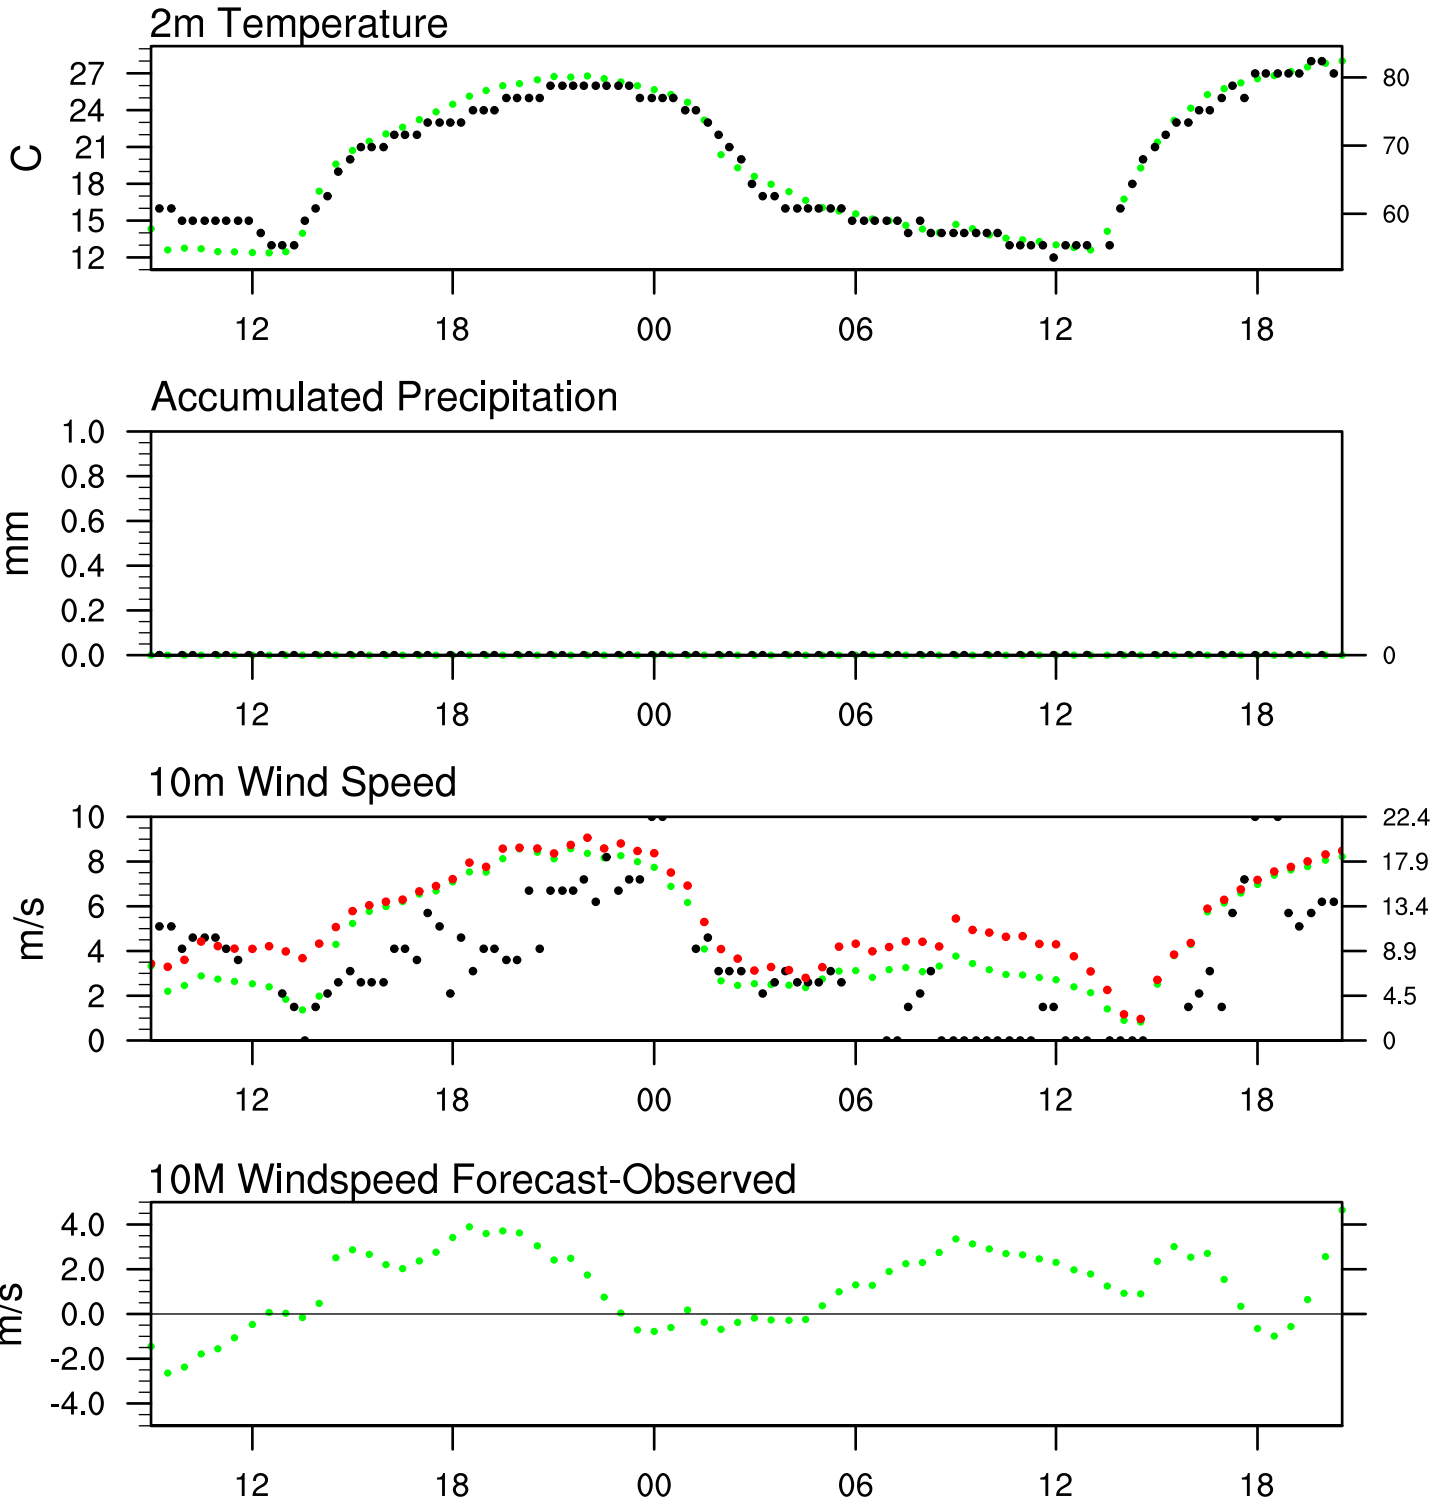 2m Temperature
27
24
21
18
15
12
C
80
70
60
12 18 00 06 12 18
Accumulated Precipitation
1.0
0.8
0.6
0.4
0.2
0.0
mm
0
12 18 00 06 12 18
10m Wind Speed
10
8
6
4
2
0
m/s
22.4
17.9
13.4
8.9
4.5
0
12 18 00 06 12 18
10M Windspeed Forecast-Observed
4.0
2.0
0.0
-2.0
-4.0
m/s
12 18 00 06 12 18